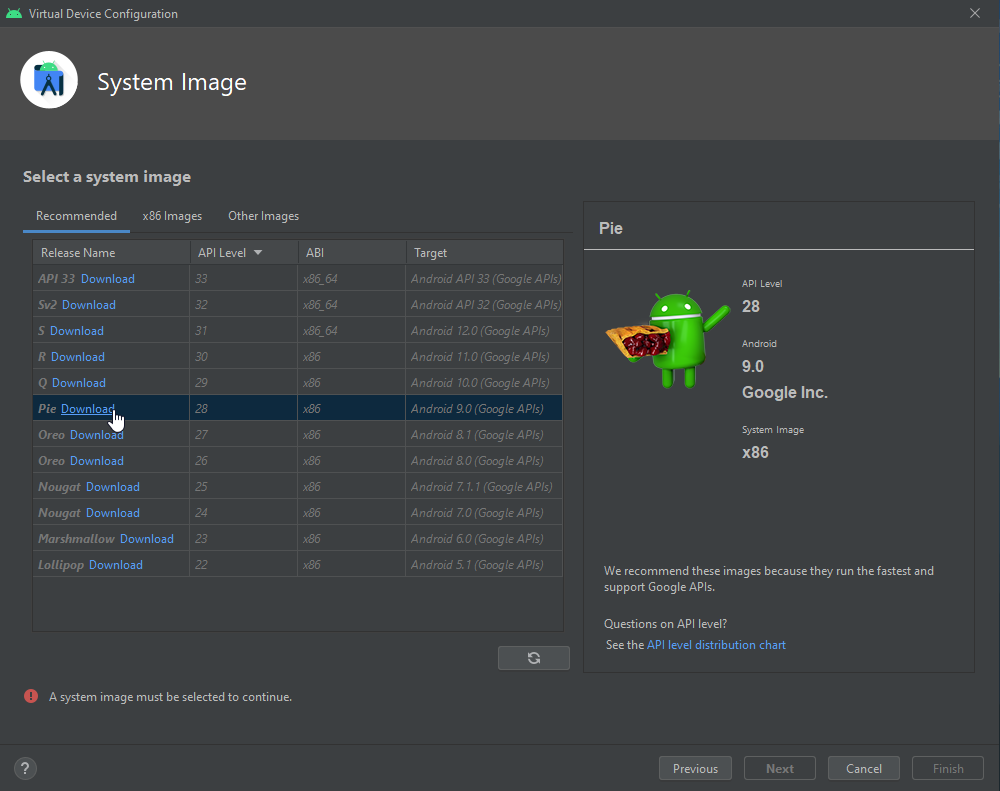 Virtual Device Configuration
System Image
Select a system image
Recommended x86 Images Other Images
Release Name API Level ABI Target
API 33 Download 33 x86_64 Android API 33 (Google APIs)
Sv2 Download 32 x86_64 Android API 32 (Google APIs)
S Download 31 x86_64 Android 12.0 (Google APIs)
R Download 30 x86 Android 11.0 (Google APIs)
Q Download 29 x86 Android 10.0 (Google APIs)
Pie Download 28 x86 Android 9.0 (Google APIs)
Oreo Download 27 x86 Android 8.1 (Google APIs)
Oreo Download 26 x86 Android 8.0 (Google APIs)
Nougat Download 25 x86 Android 7.1.1 (Google APIs)
Nougat Download 24 x86 Android 7.0 (Google APIs)
Marshmallow Download 23 x86 Android 6.0 (Google APIs)
Lollipop Download 22 x86 Android 5.1 (Google APIs)
Pie
API Level
28
Android
9.0
Google Inc.
System Image
x86
We recommend these images because they run the fastest and
support Google APIs.
Questions on API level?
See the API level distribution chart
! A system image must be selected to continue.
? Previous Next Cancel Finish